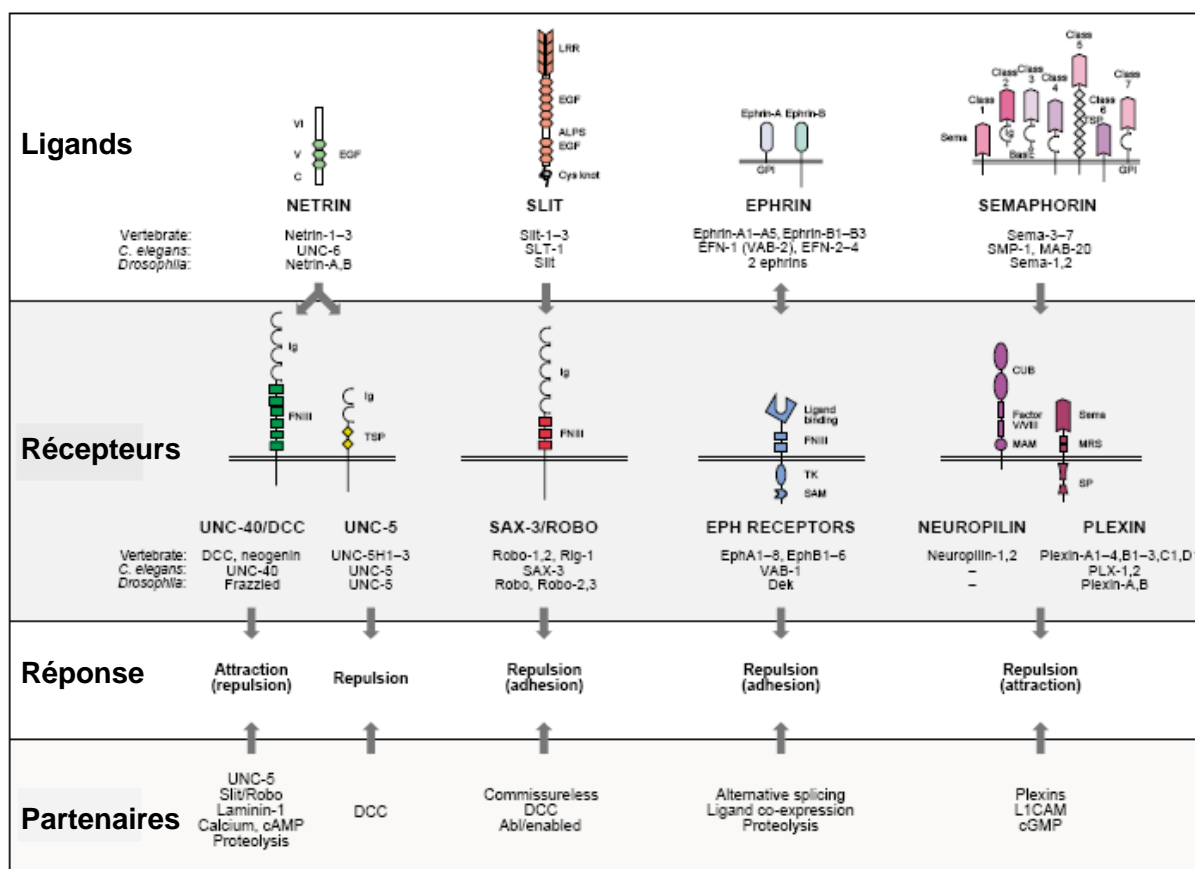 Ligands
VI
V
C
EGF
NETRIN
LRR
EGF
ALPS
EGF
Cys knot
SLIT
Ephrin-A Ephrin-B
GPI
EPHRIN
Class
1
Sema
Class
2
Ig
Class
3
Basic
Class
4
Class
5
TSP
Class
6
Class
7
GPI
SEMAPHORIN
Vertebrate: Netrin-1–3 Slit-1–3 Ephrin-A1–A5, Ephrin-B1–B3 Sema-3–7
C. elegans: UNC-6 SLT-1 EFN-1 (VAB-2), EFN-2–4 SMP-1, MAB-20
Drosophila: Netrin-A,B Slit 2 ephrins Sema-1,2
Récepteurs
Ig
FNIII
Ig
TSP
Ig
FNIII
Ligand
binding
FNIII
TK
SAM
CUB
Factor
V/VIII
MAM
Sema
MRS
SP
UNC-40/DCC UNC-5 SAX-3/ROBO EPH RECEPTORS NEUROPILIN PLEXIN
Vertebrate: DCC, neogenin UNC-5H1–3 Robo-1,2, Rig-1 EphA1–8, EphB1–6 Neuropilin-1,2 Plexin-A1–4,B1–3,C1,D1
C. elegans: UNC-40 UNC-5 SAX-3 VAB-1 – PLX-1,2
Drosophila: Frazzled UNC-5 Robo, Robo-2,3 Dek – Plexin-A,B
Réponse
Attraction
(repulsion)
Repulsion
Repulsion
(adhesion)
Repulsion
(adhesion)
Repulsion
(attraction)
Partenaires
UNC-5
Slit/Robo
Laminin-1
Calcium, cAMP
Proteolysis
DCC
Commissureless
DCC
Abl/enabled
Alternative splicing
Ligand co-expression
Proteolysis
Plexins
L1CAM
cGMP